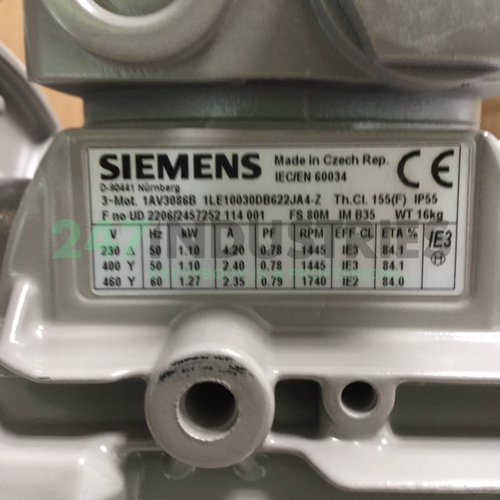 SIEMENS Made in Czech Rep. CE
D-90441 Nürnberg IEC/EN 60034
3-Mot. 1AV3086B 1LE10030DB622JA4-Z Th.Cl. 155(F) IP55
F no UD 2206/2457252 114 001 FS 80M IM B35 WT 16kg
V Hz kW A PF RPM EFF CL ETA %
230 Δ 50 1.10 4.20 0.78 1445 IE3 84.1
400 Y 50 1.10 2.40 0.78 1445 IE3 84.1
460 Y 60 1.27 2.35 0.79 1740 IE2 84.0
IE3
H
247 INDUSTRIES